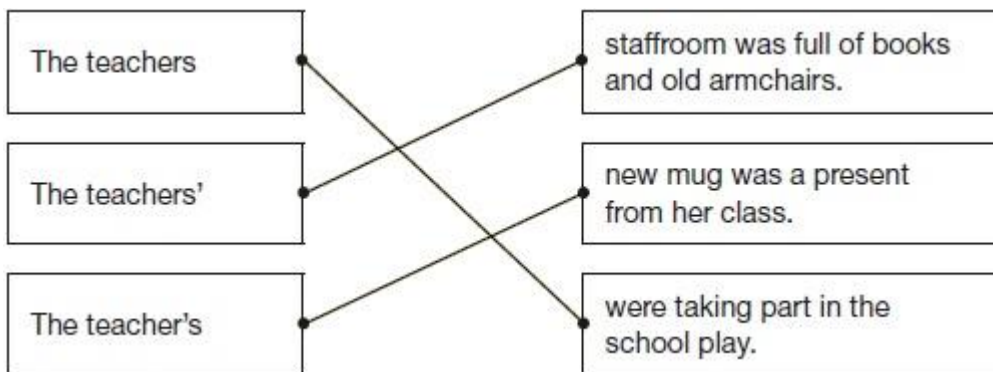 The teachers
staffroom was full of books
and old armchairs.
The teachers’
new mug was a present
from her class.
The teacher’s
were taking part in the
school play.